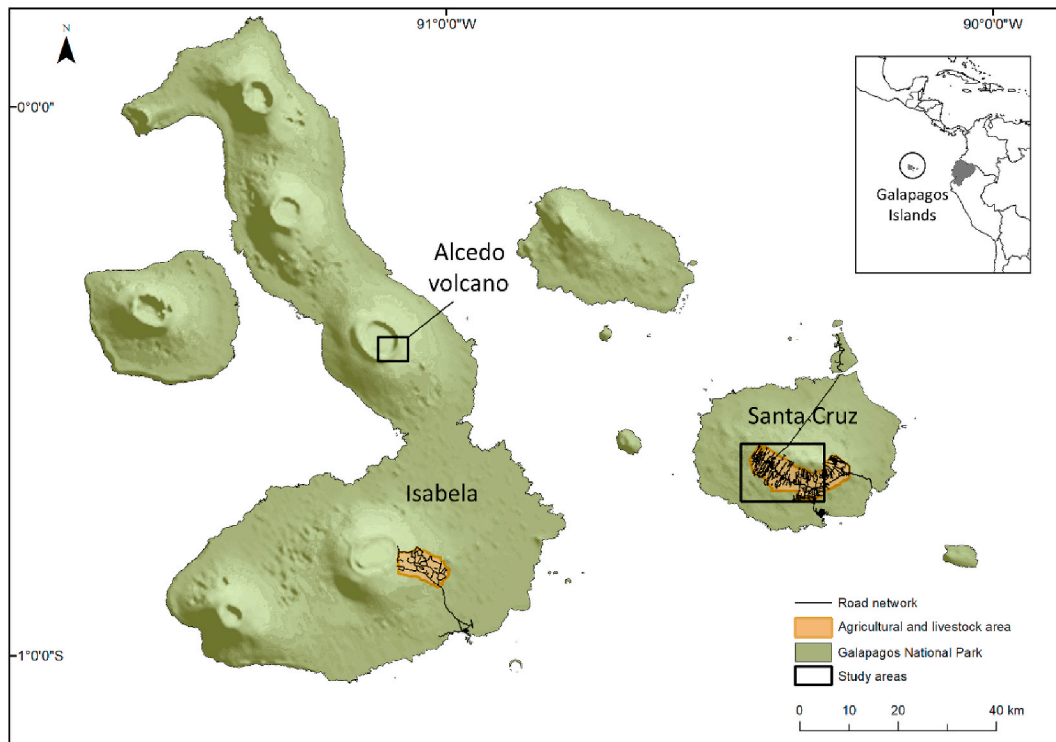 91°0'0"W
90°0'0"W
N
0°0'0"
Galapagos
Islands
Alcedo
volcano
Santa Cruz
Isabela
Road network
Agricultural and livestock area
Galapagos National Park
Study areas
1°0'0"S
0 10 20 40 km